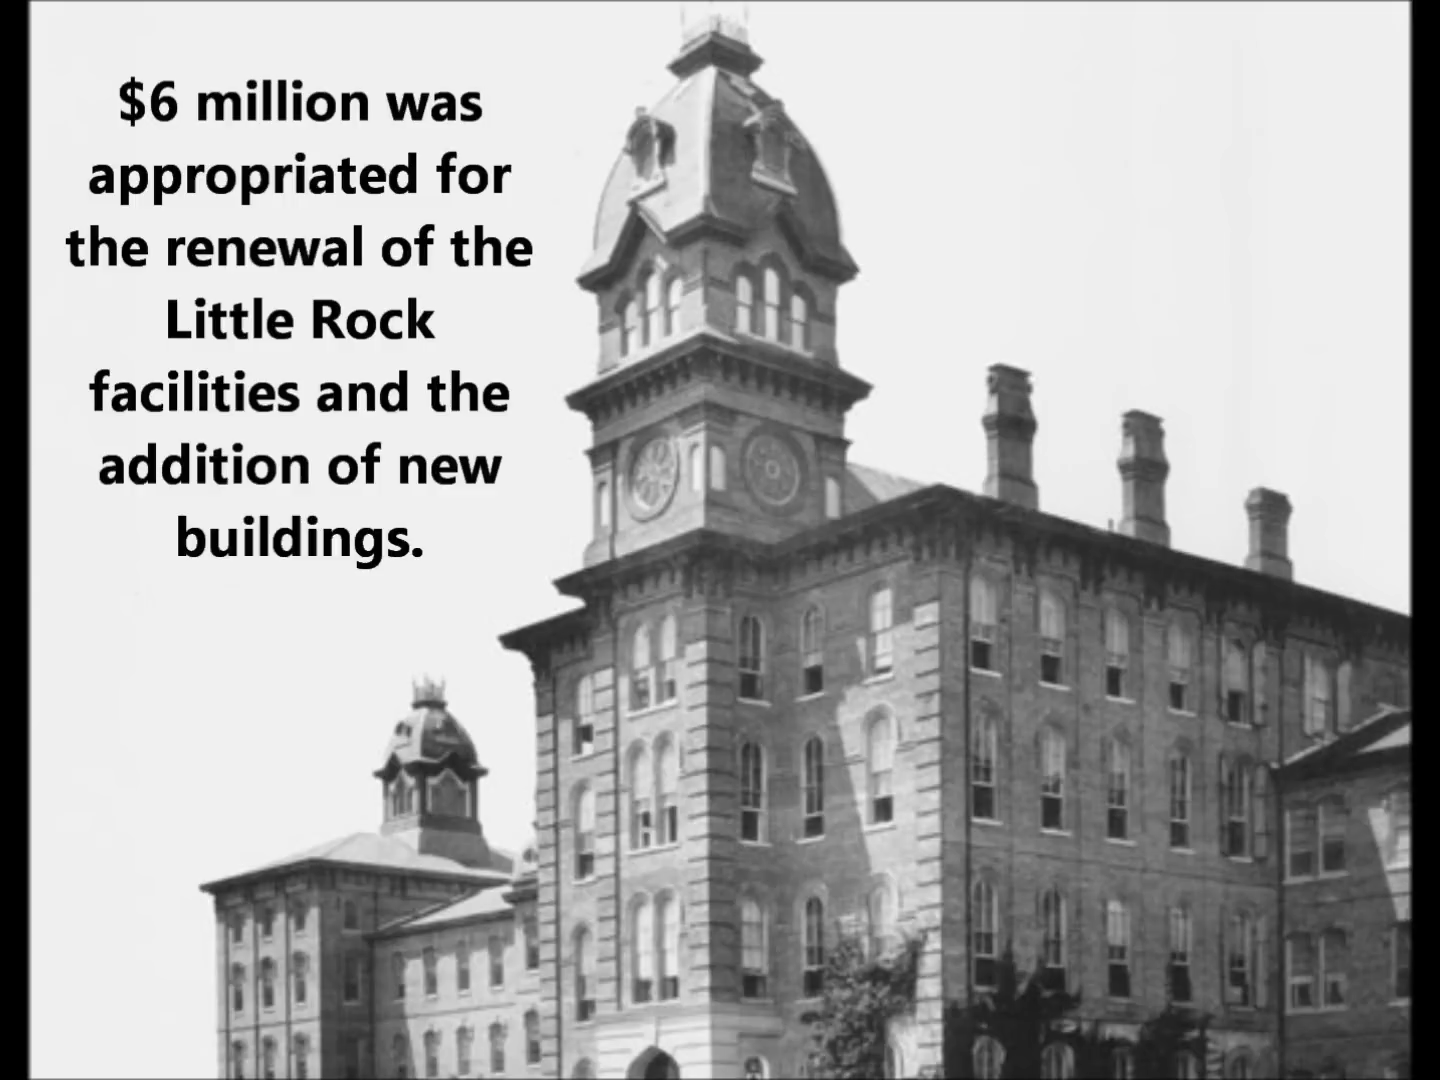 $6 million was
appropriated for
the renewal of the
Little Rock
facilities and the
addition of new
buildings.